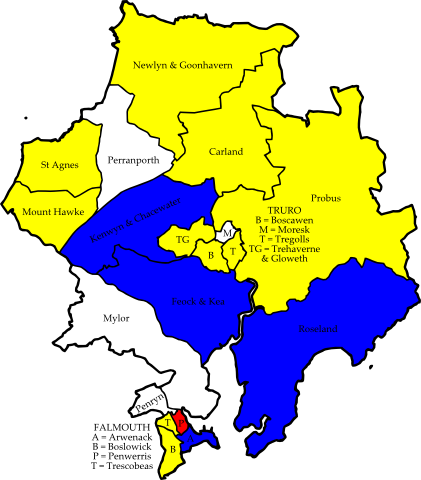 Newlyn & Goonhavern
St Agnes
Perranporth
Carland
Mount Hawke
Kenwyn & Chacewater
Probus
TRURO
B = Boscawen
M = Moresk
T = Tregolls
TG = Trehaverne
& Gloweth
TG
M
B
T
Feock & Kea
Roseland
Mylor
Penryn
FALMOUTH
A = Arwenack
B = Boslowick
P = Penwerris
T = Trescobeas
T
P
A
B